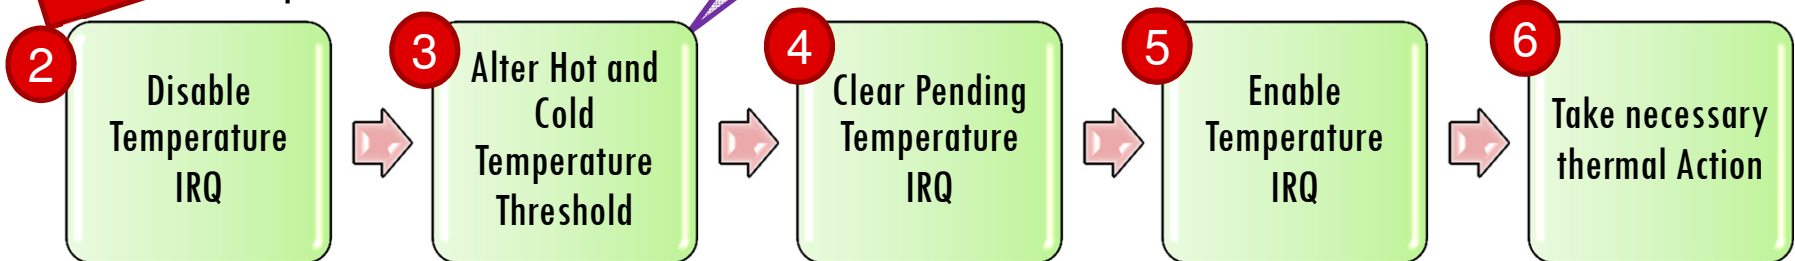 2
Disable
Temperature
IRQ
3
Alter Hot and
Cold
Temperature
Threshold
4
Clear Pending
Temperature
IRQ
5
Enable
Temperature
IRQ
6
Take necessary
thermal Action